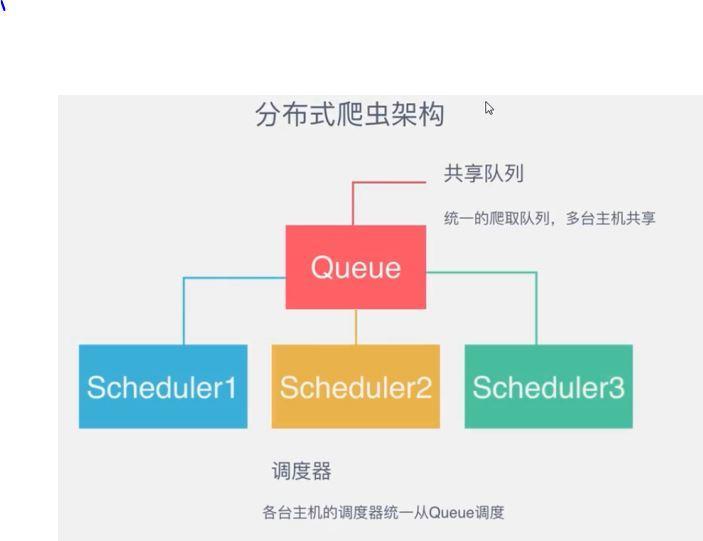 分布式爬虫架构
共享队列
统一的爬取队列，多台主机共享
Queue
Scheduler1
Scheduler2
Scheduler3
调度器
各台主机的调度器统一从Queue调度